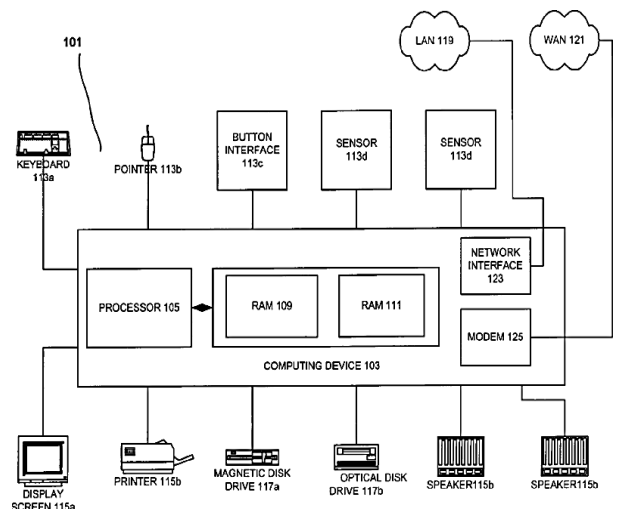 101
LAN 119
WAN 121
KEYBOARD
113a
POINTER 113b
BUTTON
INTERFACE
113c
SENSOR
113d
SENSOR
113d
NETWORK
INTERFACE
123
PROCESSOR 105
RAM 109
RAM 111
MODEM 125
COMPUTING DEVICE 103
DISPLAY
SCREEN 115a
PRINTER 115b
MAGNETIC DISK
DRIVE 117a
OPTICAL DISK
DRIVE 117b
SPEAKER115b
SPEAKER115b